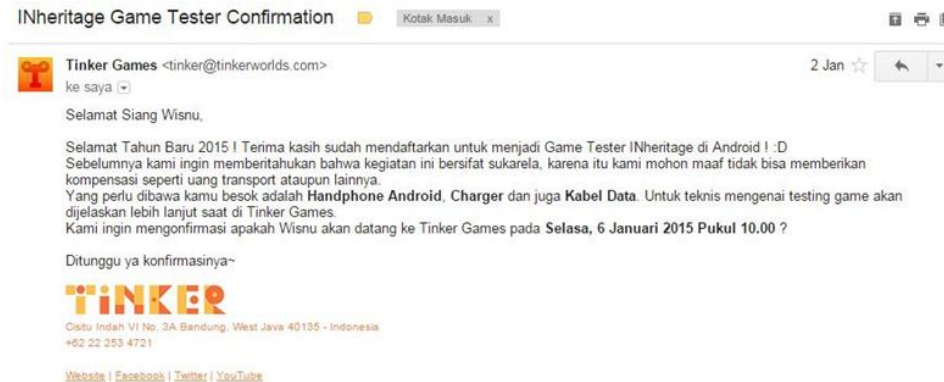 INheritage Game Tester Confirmation
Kotak Masuk x
Tinker Games <tinker@tinkerworlds.com>
2 Jan
ke saya
Selamat Siang Wisnu,
Selamat Tahun Baru 2015 ! Terima kasih sudah mendaftarkan untuk menjadi Game Tester INheritage di Android ! :D
Sebelumnya kami ingin memberitahukan bahwa kegiatan ini bersifat sukarela, karena itu kami mohon maaf tidak bisa memberikan
kompensasi seperti uang transport ataupun lainnya.
Yang perlu dibawa kamu besok adalah Handphone Android, Charger dan juga Kabel Data. Untuk teknis mengenai testing game akan
dijelaskan lebih lanjut saat di Tinker Games.
Kami ingin mengonfirmasi apakah Wisnu akan datang ke Tinker Games pada Selasa, 6 Januari 2015 Pukul 10.00 ?
Ditunggu ya konfirmasinya~
TiNKER
Cisitu Indah VI No. 3A Bandung, West Java 40135 - Indonesia
+62 22 253 4721
Website | Facebook | Twitter | YouTube